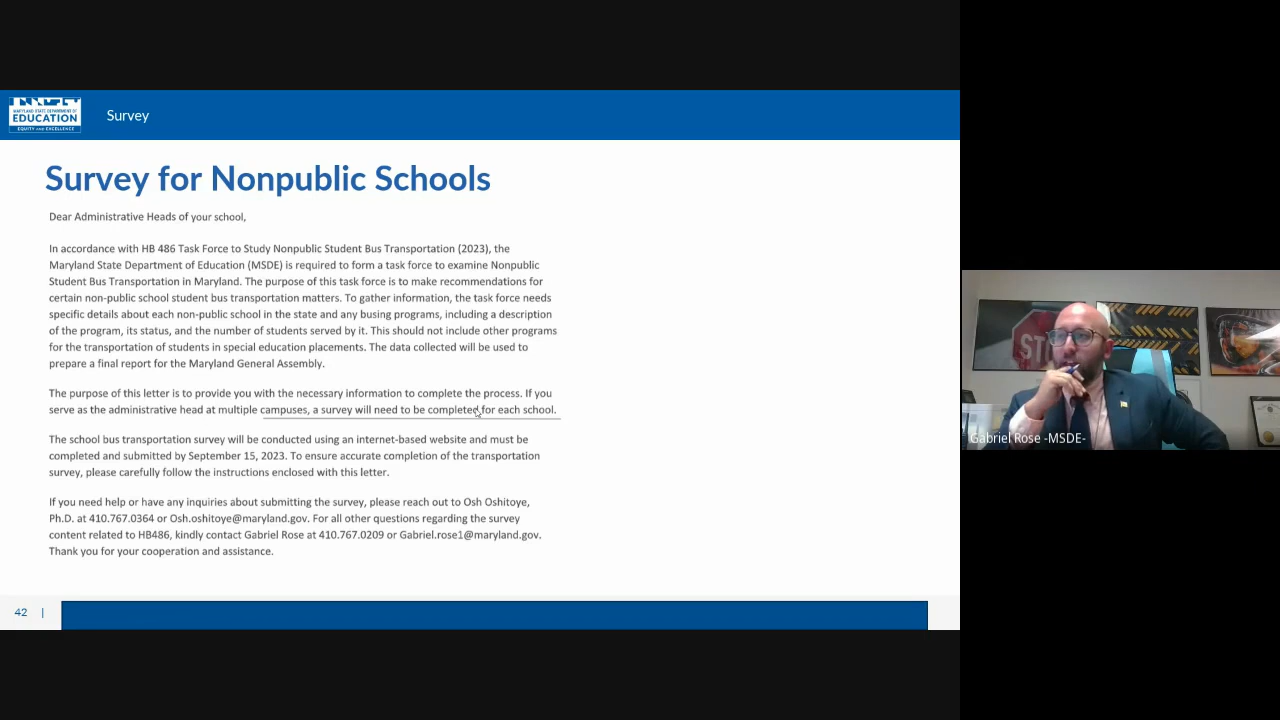 MARYLAND STATE DEPARTMENT OF
EDUCATION
EQUITY AND EXCELLENCE
Survey
Survey for Nonpublic Schools
Dear Administrative Heads of your school,
In accordance with HB 486 Task Force to Study Nonpublic Student Bus Transportation (2023), the
Maryland State Department of Education (MSDE) is required to form a task force to examine Nonpublic
Student Bus Transportation in Maryland. The purpose of this task force is to make recommendations for
certain non-public school student bus transportation matters. To gather information, the task force needs
specific details about each non-public school in the state and any busing programs, including a description
of the program, its status, and the number of students served by it. This should not include other programs
for the transportation of students in special education placements. The data collected will be used to
prepare a final report for the Maryland General Assembly.
The purpose of this letter is to provide you with the necessary information to complete the process. If you
serve as the administrative head at multiple campuses, a survey will need to be completed for each school.
The school bus transportation survey will be conducted using an internet-based website and must be
completed and submitted by September 15, 2023. To ensure accurate completion of the transportation
survey, please carefully follow the instructions enclosed with this letter.
If you need help or have any inquiries about submitting the survey, please reach out to Osh Oshitoye,
Ph.D. at 410.767.0364 or Osh.oshitoye@maryland.gov. For all other questions regarding the survey
content related to HB486, kindly contact Gabriel Rose at 410.767.0209 or Gabriel.rose1@maryland.gov.
Thank you for your cooperation and assistance.
42 |
Gabriel Rose -MSDE-